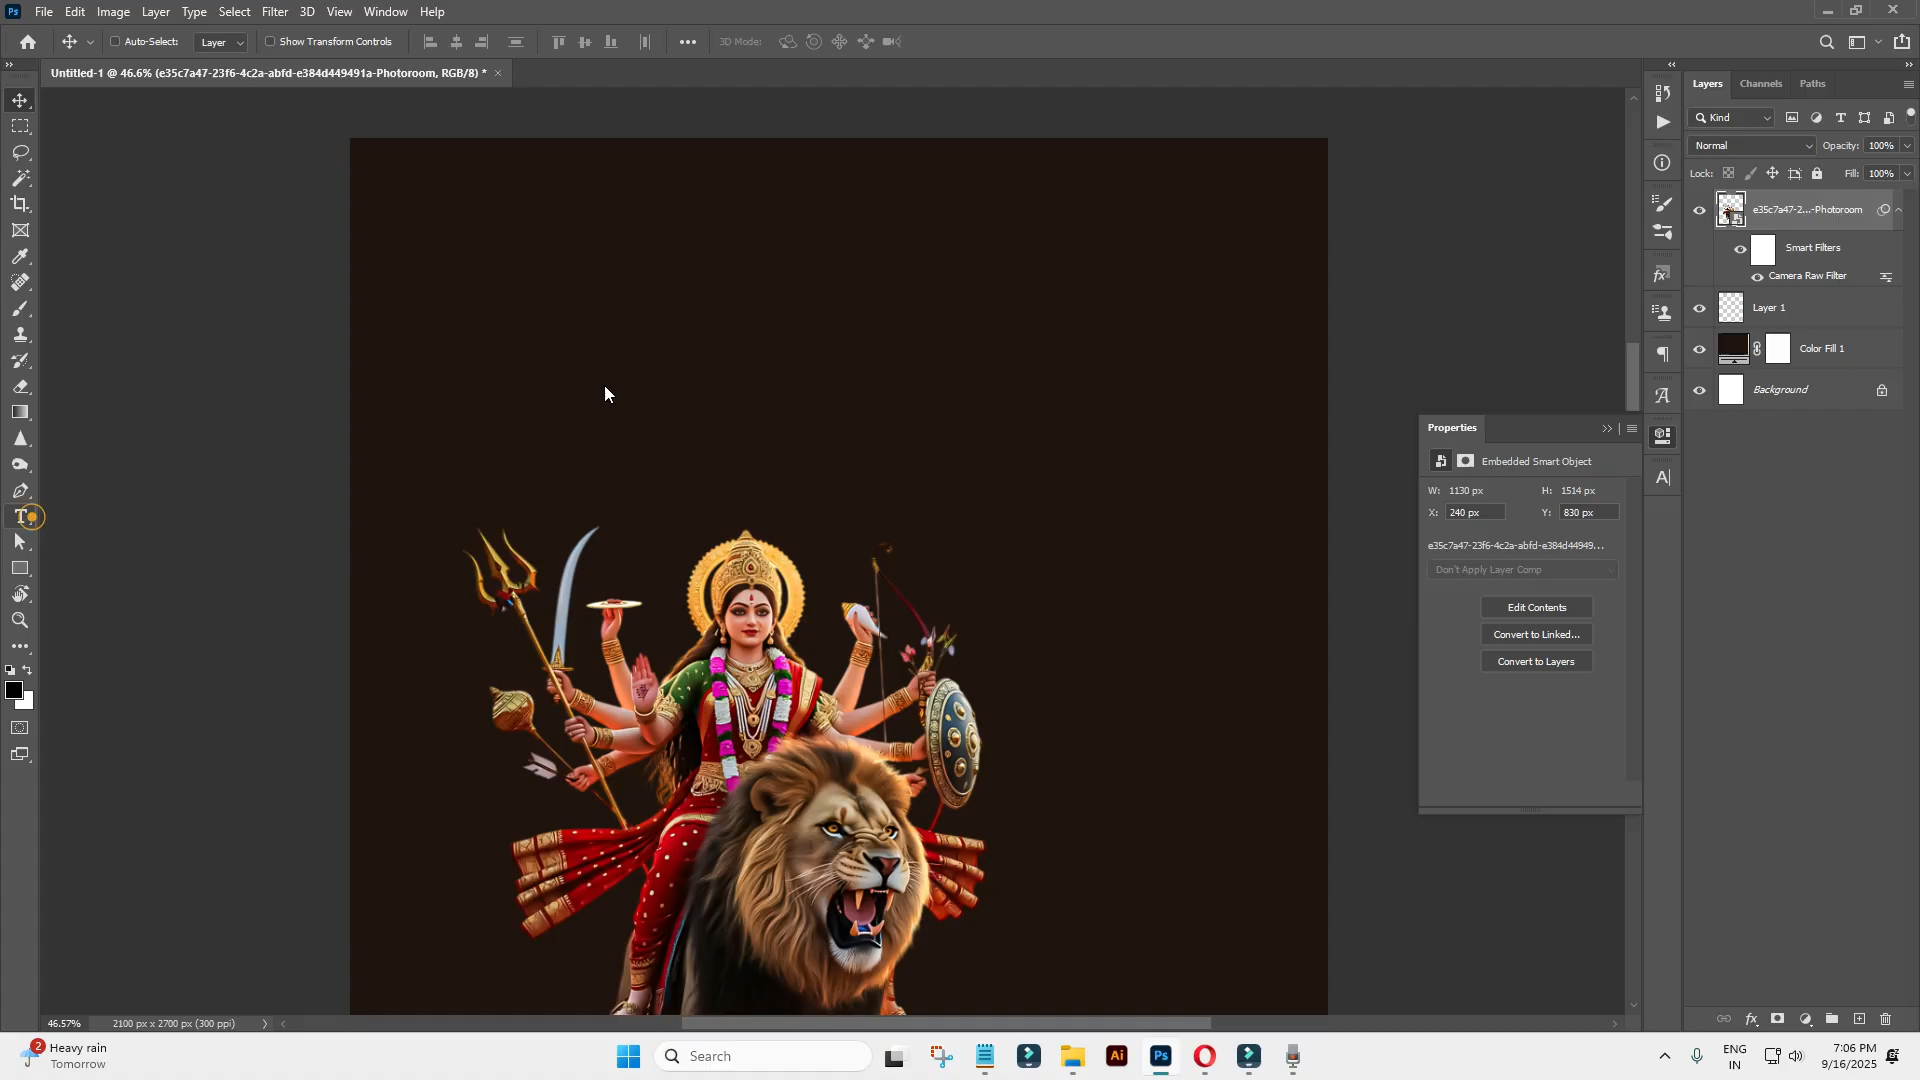 Ps File Edit Image Layer Type Select Filter 3D View Window Help
Auto-Select: Layer Show Transform Controls 3D Mode:
Untitled-1 @ 46.6% (e35c7a47-23f6-4c2a-abfd-e384d449491a-Photoroom, RGB/8) *
Layers Channels Paths
Kind
Normal Opacity: 100%
Lock: Fill: 100%
e35c7a47-2...-Photoroom
Smart Filters
Camera Raw Filter
Layer 1
Color Fill 1
Background
Properties
Embedded Smart Object
W: 1130 px H: 1514 px
X: 240 px Y: 830 px
e35c7a47-23f6-4c2a-abfd-e384d44949...
Don't Apply Layer Comp
Edit Contents
Convert to Linked...
Convert to Layers
46.57% 2100 px x 2700 px (300 ppi)
2 Heavy rain
Tomorrow
Search
Ai Ps
ENG
IN
7:06 PM
9/16/2025